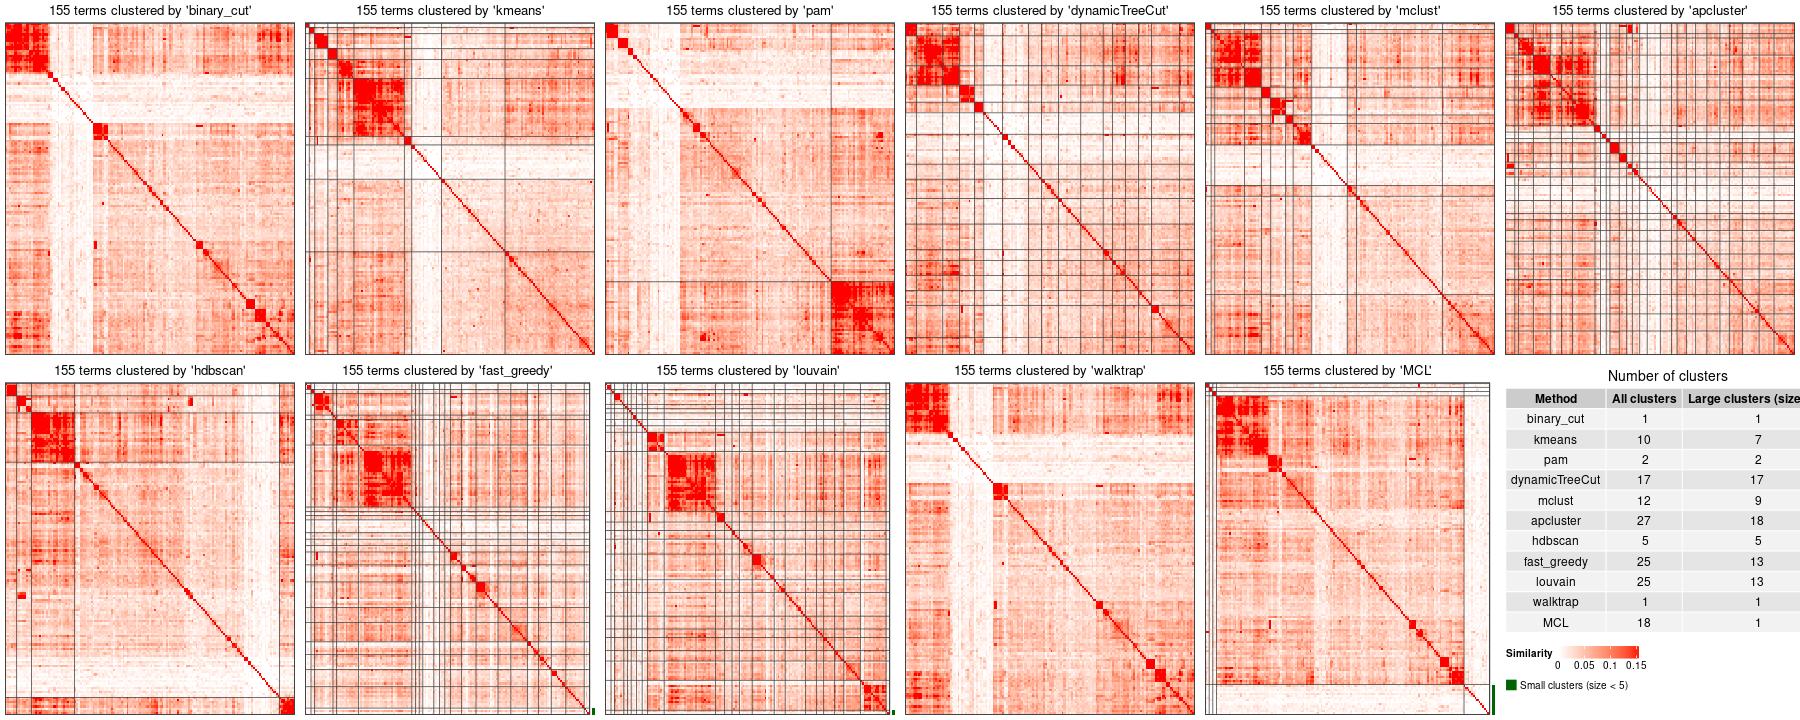 155 terms clustered by 'binary_cut'
155 terms clustered by 'kmeans'
155 terms clustered by 'pam'
155 terms clustered by 'dynamicTreeCut'
155 terms clustered by 'mclust'
155 terms clustered by 'apcluster'
155 terms clustered by 'hdbscan'
155 terms clustered by 'fast_greedy'
155 terms clustered by 'louvain'
155 terms clustered by 'walktrap'
155 terms clustered by 'MCL'
Number of clusters
Method All clusters Large clusters (size
binary_cut 1 1
kmeans 10 7
pam 2 2
dynamicTreeCut 17 17
mclust 12 9
apcluster 27 18
hdbscan 5 5
fast_greedy 25 13
louvain 25 13
walktrap 1 1
MCL 18 1
Similarity
0 0.05 0.1 0.15
Small clusters (size < 5)